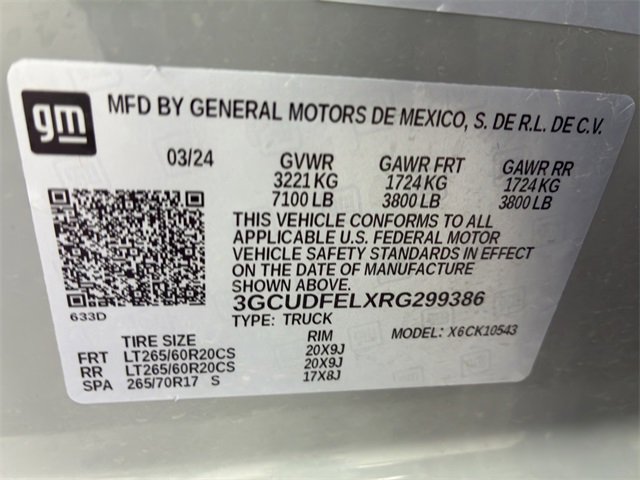 gm
MFD BY GENERAL MOTORS DE MEXICO, S. DE R.L. DE C.V.
03/24 GVWR GAWR FRT GAWR RR
3221 KG 1724 KG 1724 KG
7100 LB 3800 LB 3800 LB
THIS VEHICLE CONFORMS TO ALL
APPLICABLE U.S. FEDERAL MOTOR
VEHICLE SAFETY STANDARDS IN EFFECT
ON THE DATE OF MANUFACTURE
SHOWN ABOVE.
3GCUDFELXRG299386
633D
TYPE: TRUCK MODEL: X6CK10543
TIRE SIZE RIM
FRT LT265/60R20CS 20X9J
RR LT265/60R20CS 20X9J
SPA 265/70R17 S 17X8J